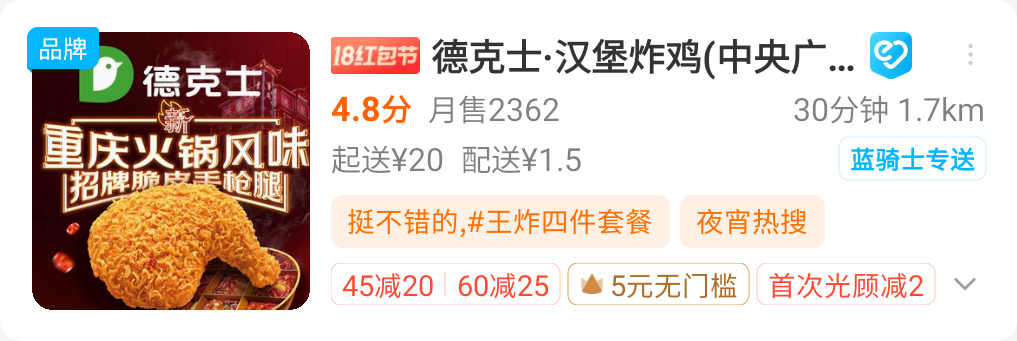 品牌
德克士
新
重庆火锅风味
招牌脆皮手枪腿
18红包节 德克士·汉堡炸鸡(中央广...
4.8分 月售2362 30分钟 1.7km
起送¥20 配送¥1.5 蓝骑士专送
挺不错的,#王炸四件套餐 夜宵热搜
45减20 60减25 5元无门槛 首次光顾减2